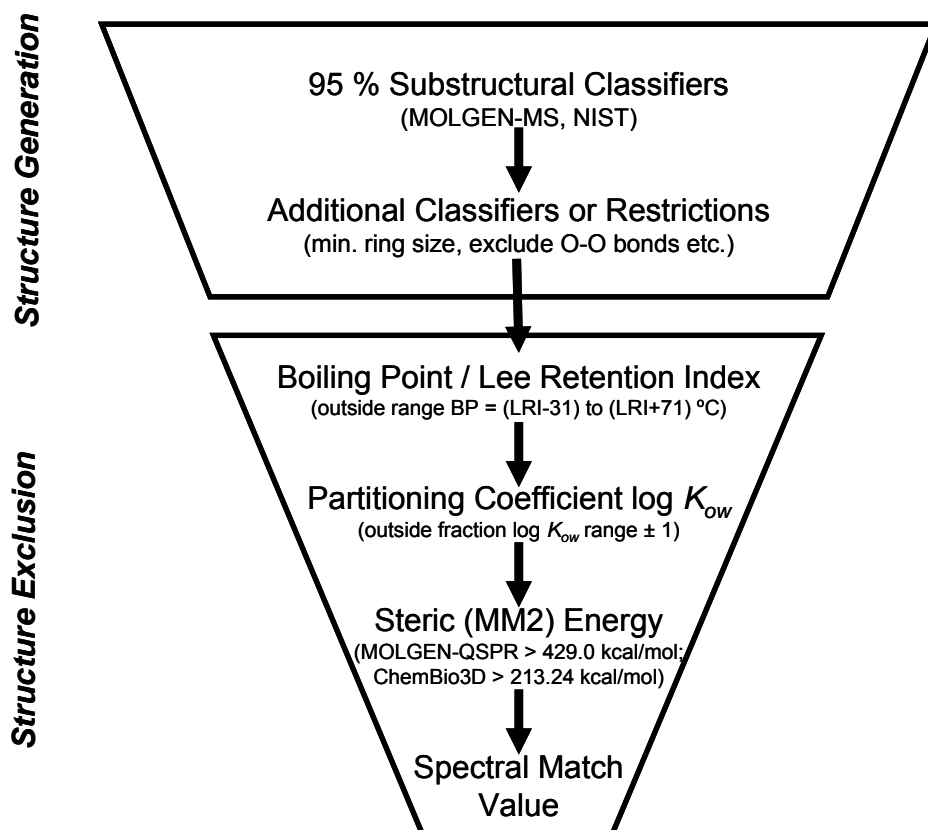 Structure Generation
95 % Substructural Classifiers
(MOLGEN-MS, NIST)
Additional Classifiers or Restrictions
(min. ring size, exclude O-O bonds etc.)
Structure Exclusion
Boiling Point / Lee Retention Index
(outside range BP = (LRI-31) to (LRI+71) ºC)
Partitioning Coefficient log Kow
(outside fraction log Kow range ± 1)
Steric (MM2) Energy
(MOLGEN-QSPR > 429.0 kcal/mol;
ChemBio3D > 213.24 kcal/mol)
Spectral Match
Value